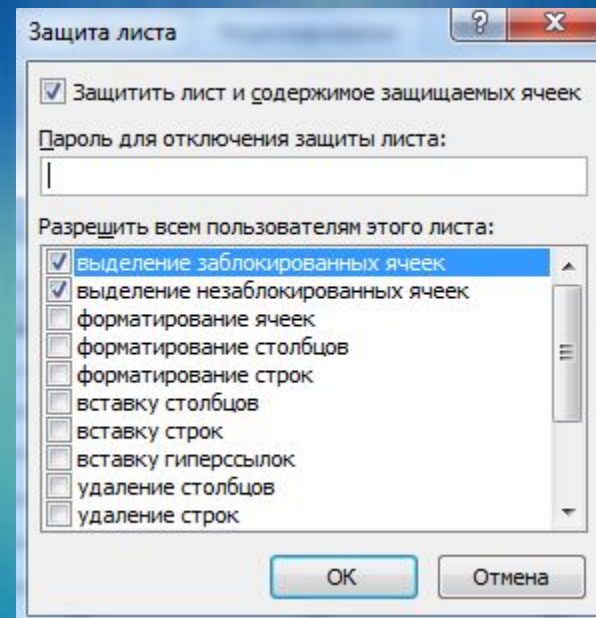 Защита листа
Защитить лист и содержимое защищаемых ячеек
Пароль для отключения защиты листа:
Разрешить всем пользователям этого листа:
выделение заблокированных ячеек
выделение незаблокированных ячеек
форматирование ячеек
форматирование столбцов
форматирование строк
вставку столбцов
вставку строк
вставку гиперссылок
удаление столбцов
удаление строк
ОК
Отмена